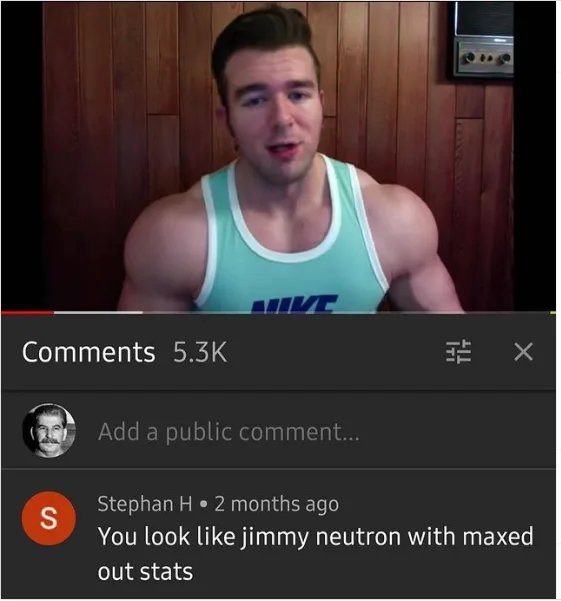 NIKE
Comments 5.3K
Add a public comment...
S
Stephan H • 2 months ago
You look like jimmy neutron with maxed
out stats